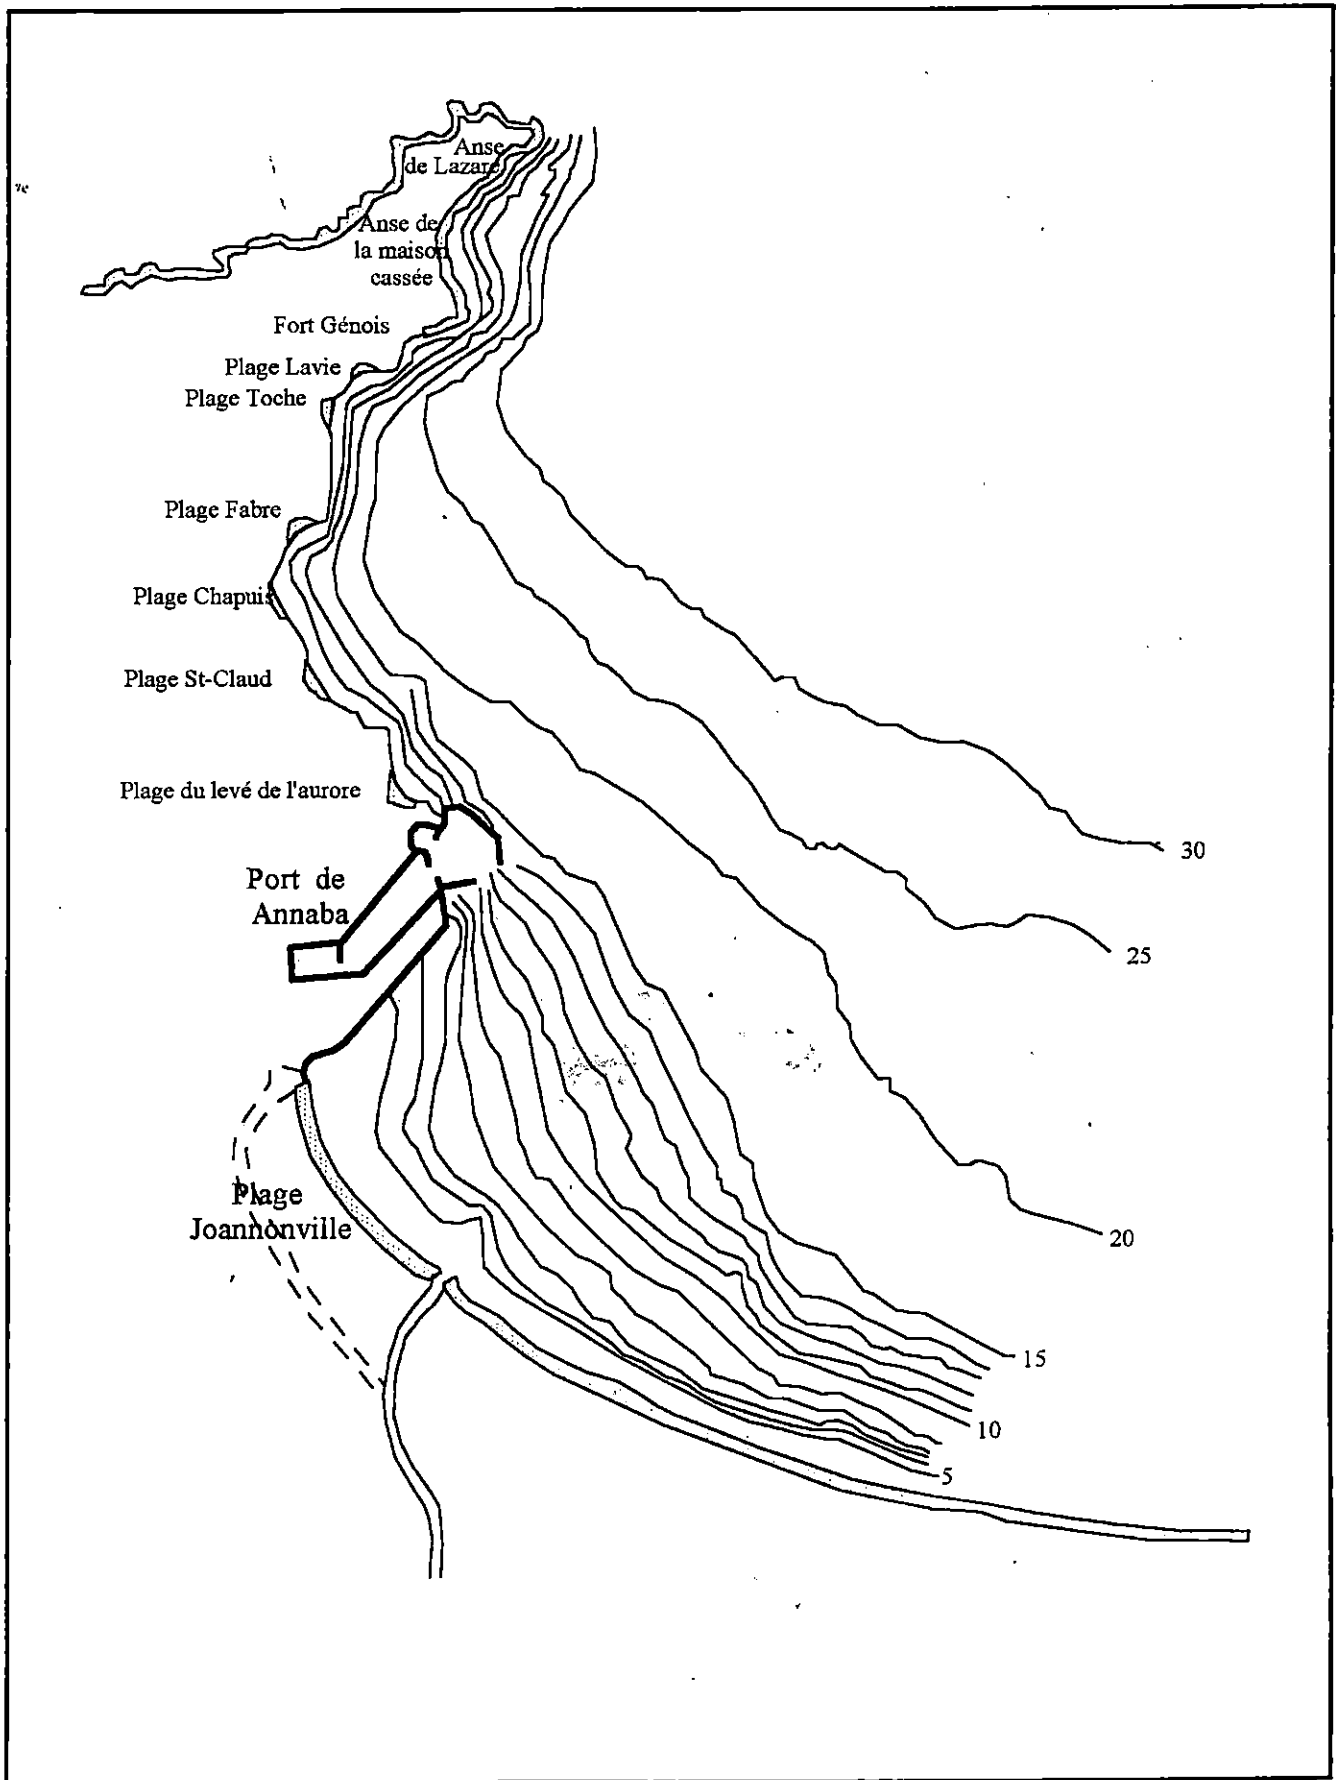 Anse
de Lazare
Anse de
la maison
cassée
Fort Génois
Plage Lavie
Plage Toche
Plage Fabre
Plage Chapuis
Plage St-Claud
Plage du levé de l'aurore
Port de
Annaba
Plage
Joannonville
30
25
20
15
10
5